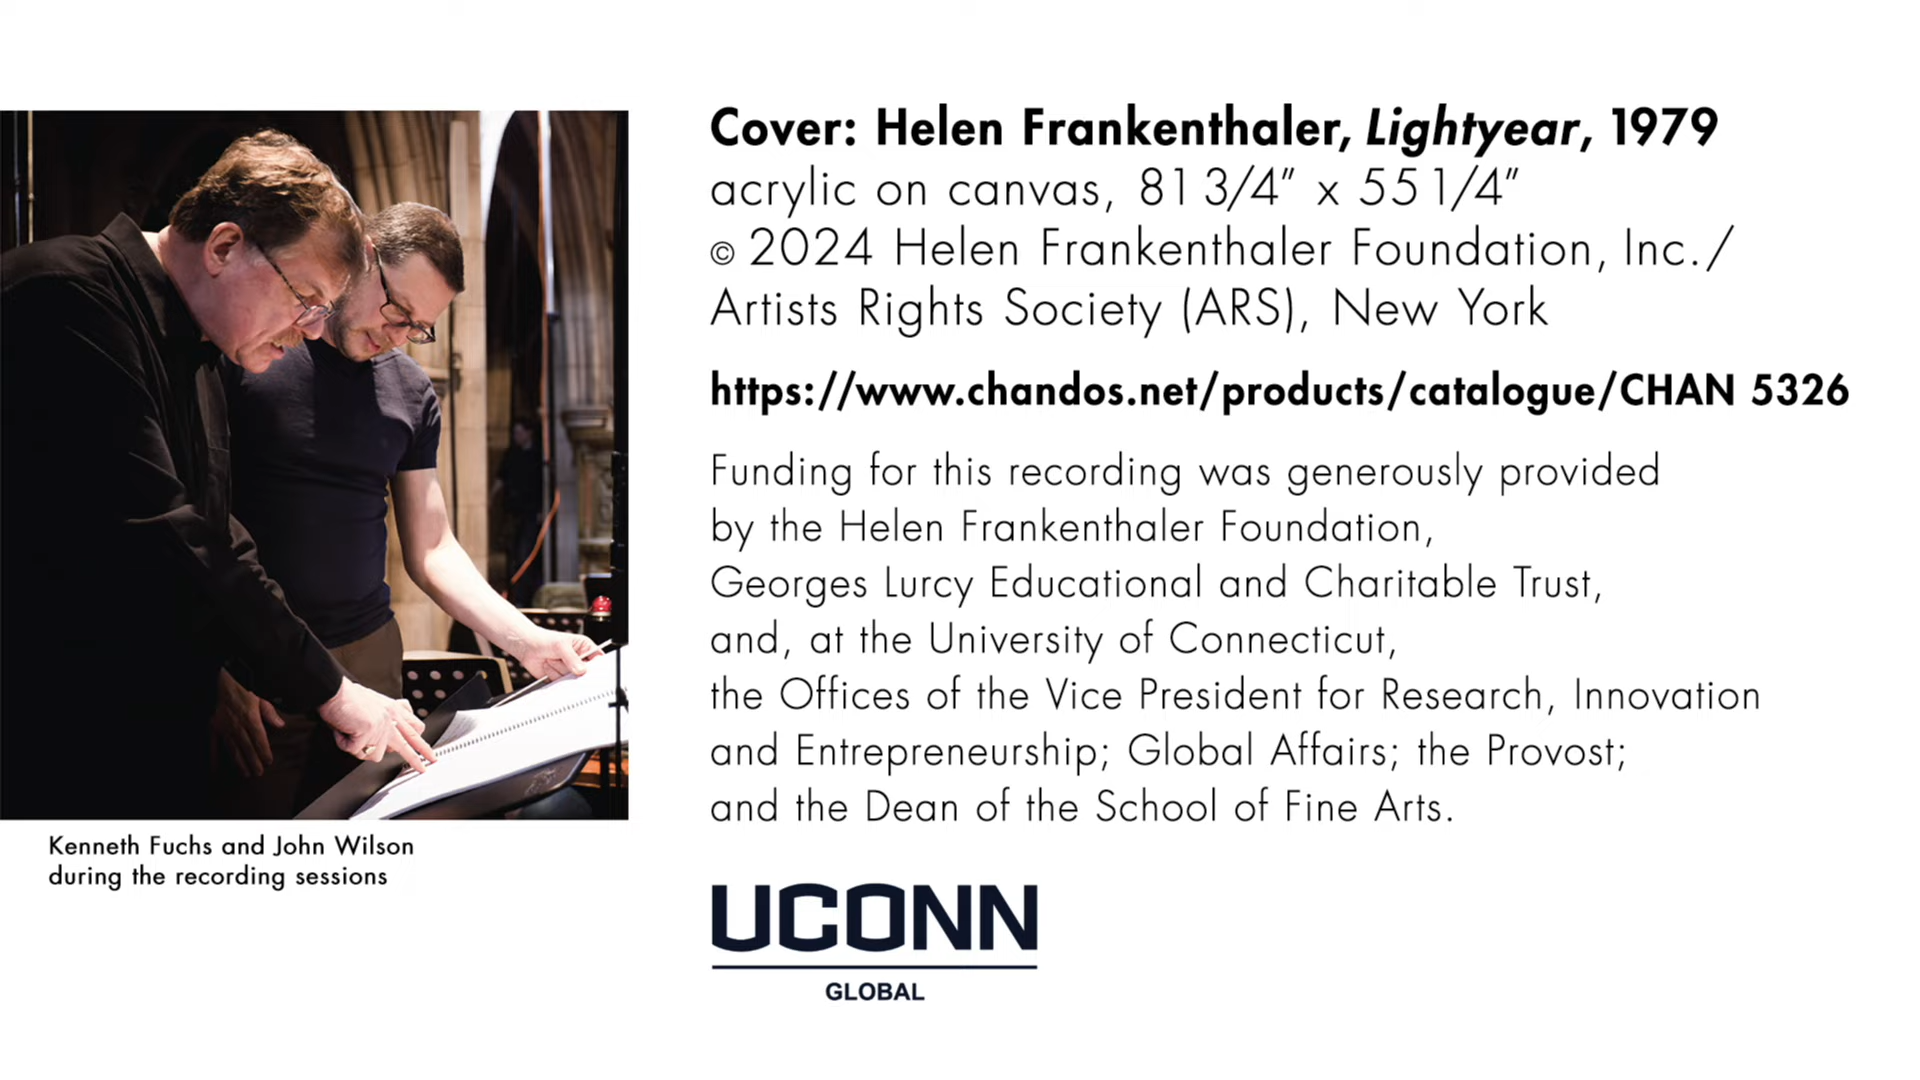 Cover: Helen Frankenthaler, Lightyear, 1979
acrylic on canvas, 81 3/4″ x 55 1/4″
© 2024 Helen Frankenthaler Foundation, Inc./
Artists Rights Society (ARS), New York
https://www.chandos.net/products/catalogue/CHAN 5326
Funding for this recording was generously provided
by the Helen Frankenthaler Foundation,
Georges Lurcy Educational and Charitable Trust,
and, at the University of Connecticut,
the Offices of the Vice President for Research, Innovation
and Entrepreneurship; Global Affairs; the Provost;
and the Dean of the School of Fine Arts.
Kenneth Fuchs and John Wilson
during the recording sessions
UCONN
GLOBAL